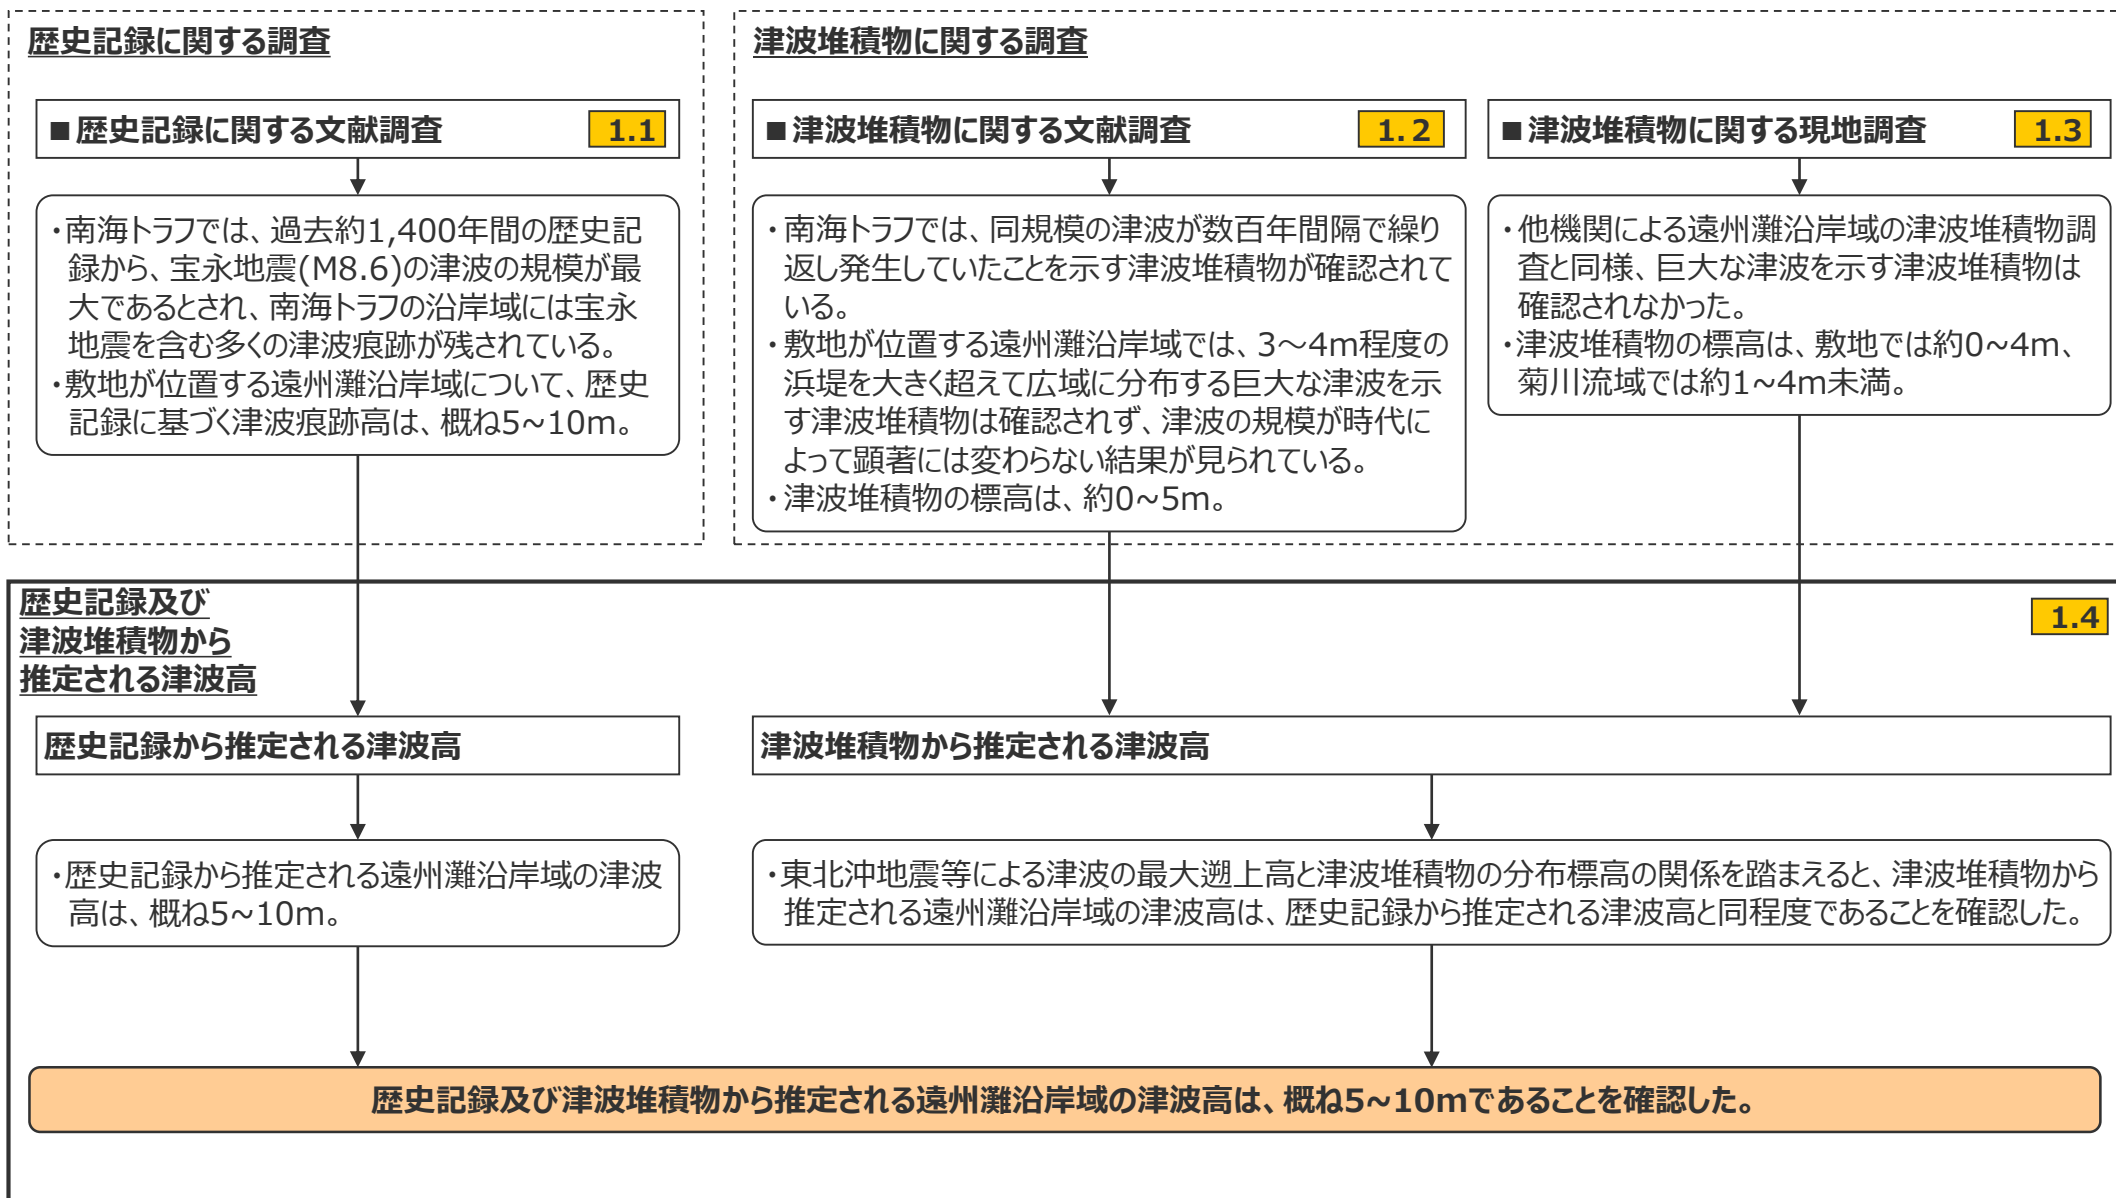 歴史記録に関する調査
■歴史記録に関する文献調査
1.1
・南海トラフでは、過去約1,400年間の歴史記
録から、宝永地震(M8.6)の津波の規模が最
大であるとされ、南海トラフの沿岸域には宝永
地震を含む多くの津波痕跡が残されている。
・敷地が位置する遠州灘沿岸域について、歴史
記録に基づく津波痕跡高は、概ね5~10m。
津波堆積物に関する調査
■津波堆積物に関する文献調査
1.2
・南海トラフでは、同規模の津波が数百年間隔で繰り
返し発生していたことを示す津波堆積物が確認されて
いる。
・敷地が位置する遠州灘沿岸域では、3～4m程度の
浜堤を大きく超えて広域に分布する巨大な津波を示
す津波堆積物は確認されず、津波の規模が時代に
よって顕著には変わらない結果が見られている。
・津波堆積物の標高は、約0~5m。
■津波堆積物に関する現地調査
1.3
・他機関による遠州灘沿岸域の津波堆積物調
査と同様、巨大な津波を示す津波堆積物は
確認されなかった。
・津波堆積物の標高は、敷地では約0~4m、
菊川流域では約1~4m未満。
歴史記録及び
津波堆積物から
推定される津波高
1.4
歴史記録から推定される津波高
・歴史記録から推定される遠州灘沿岸域の津波
高は、概ね5~10m。
津波堆積物から推定される津波高
・東北沖地震等による津波の最大遡上高と津波堆積物の分布標高の関係を踏まえると、津波堆積物から
推定される遠州灘沿岸域の津波高は、歴史記録から推定される津波高と同程度であることを確認した。
歴史記録及び津波堆積物から推定される遠州灘沿岸域の津波高は、概ね5~10mであることを確認した。